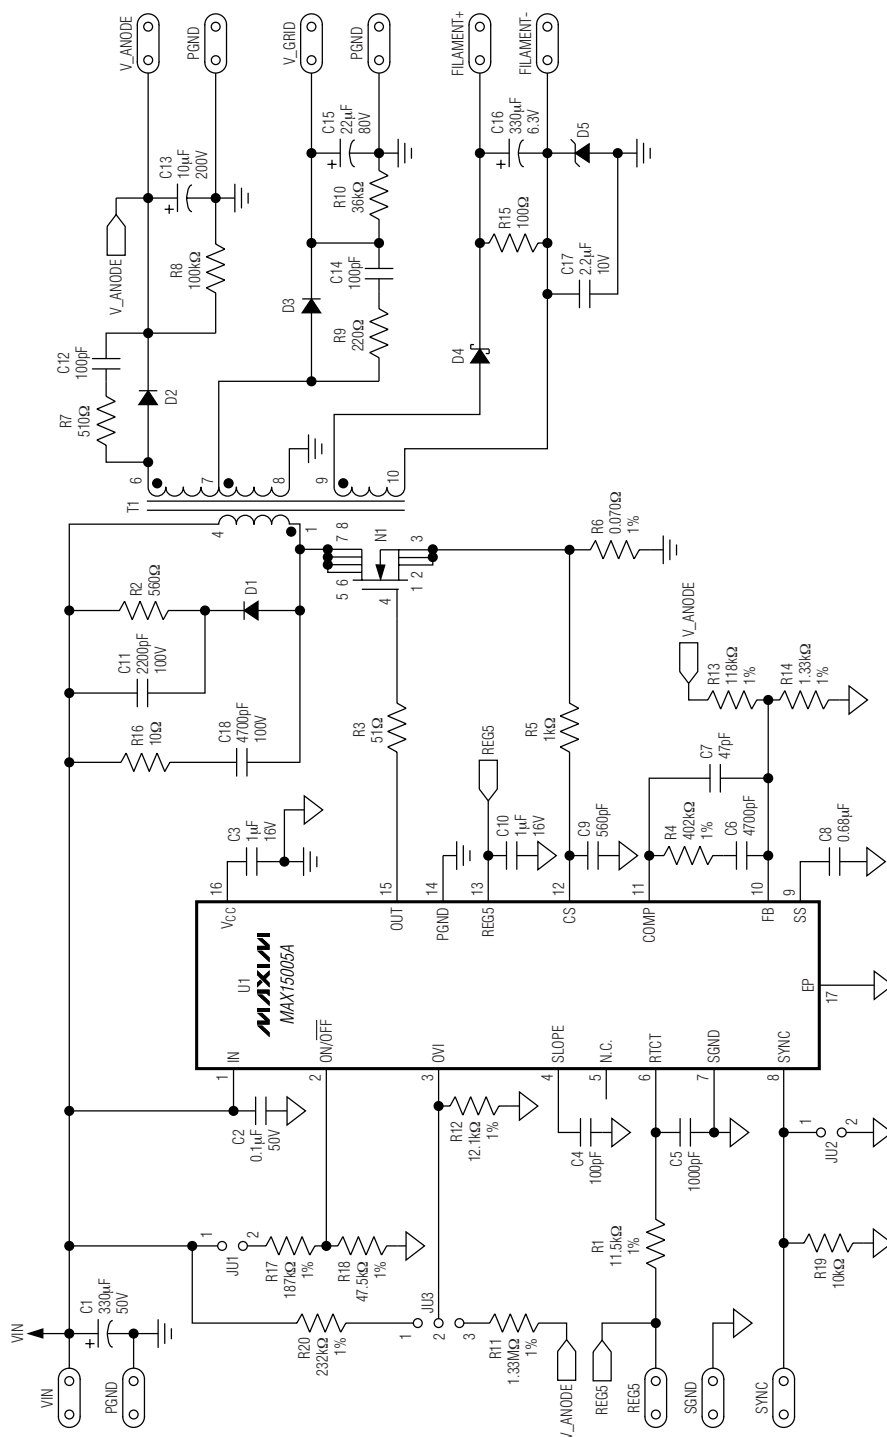 VIN
VIN
PGND
C1
330µF
50V
JU1
1
2
R17
187kΩ
1%
R18
47.5kΩ
1%
R20
232kΩ
1%
JU3
1
2
3
R11
1.33MΩ
1%
V_ANODE
REG5
REG5
R1
11.5kΩ
1%
SGND
SYNC
R19
10kΩ
JU2
1
2
C2
0.1µF
50V
R12
12.1kΩ
1%
C4
100pF
C5
1000pF
1
IN
2
ON/OFF
3
OVI
4
SLOPE
5
N.C.
6
RTCT
7
SGND
8
SYNC
U1
MAXIM
MAX15005A
EP
17
16
VCC
15
OUT
14
PGND
13
REG5
12
CS
11
COMP
10
FB
9
SS
C3
1µF
16V
R16
10Ω
C18
4700pF
100V
C11
2200pF
100V
R2
560Ω
D1
R3
51Ω
REG5
C10
1µF
16V
C9
560pF
R5
1kΩ
R4
402kΩ
1%
C6
4700pF
C7
47pF
C8
0.68µF
V_ANODE
R13
118kΩ
1%
R14
1.33kΩ
1%
R6
0.070Ω
1%
N1
5
6
7
8
4
1
2
3
T1
4
1
6
7
8
9
10
R7
510Ω
C12
100pF
D2
V_ANODE
R8
100kΩ
C13
10µF
200V
V_ANODE
PGND
D3
R9
220Ω
C14
100pF
R10
36kΩ
C15
22µF
80V
V_GRID
PGND
D4
R15
100Ω
C16
330µF
6.3V
C17
2.2µF
10V
D5
FILAMENT+
FILAMENT-